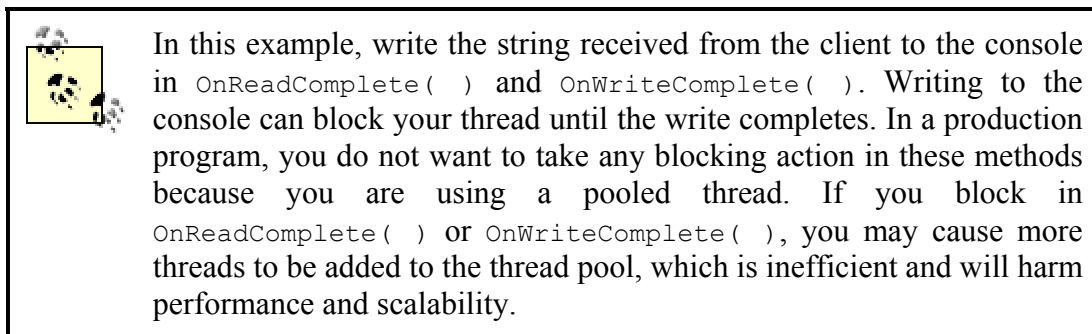 In this example, write the string received from the client to the console
in OnReadComplete( ) and OnWriteComplete( ). Writing to the
console can block your thread until the write completes. In a production
program, you do not want to take any blocking action in these methods
because you are using a pooled thread. If you block in
OnReadComplete( ) or OnWriteComplete( ), you may cause more
threads to be added to the thread pool, which is inefficient and will harm
performance and scalability.